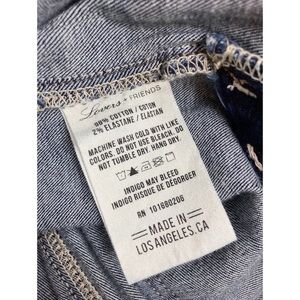 Lovers + FRIENDS
98% COTTON / COTON
2% ELASTANE / ELASTAN
MACHINE WASH COLD WITH LIKE
COLORS. DO NOT USE BLEACH. DO
NOT TUMBLE DRY. HANG DRY.
INDIGO MAY BLEED
INDIGO RISQUE DE DÉGORGER
RN 101680206
MADE IN
LOS ANGELES, CA